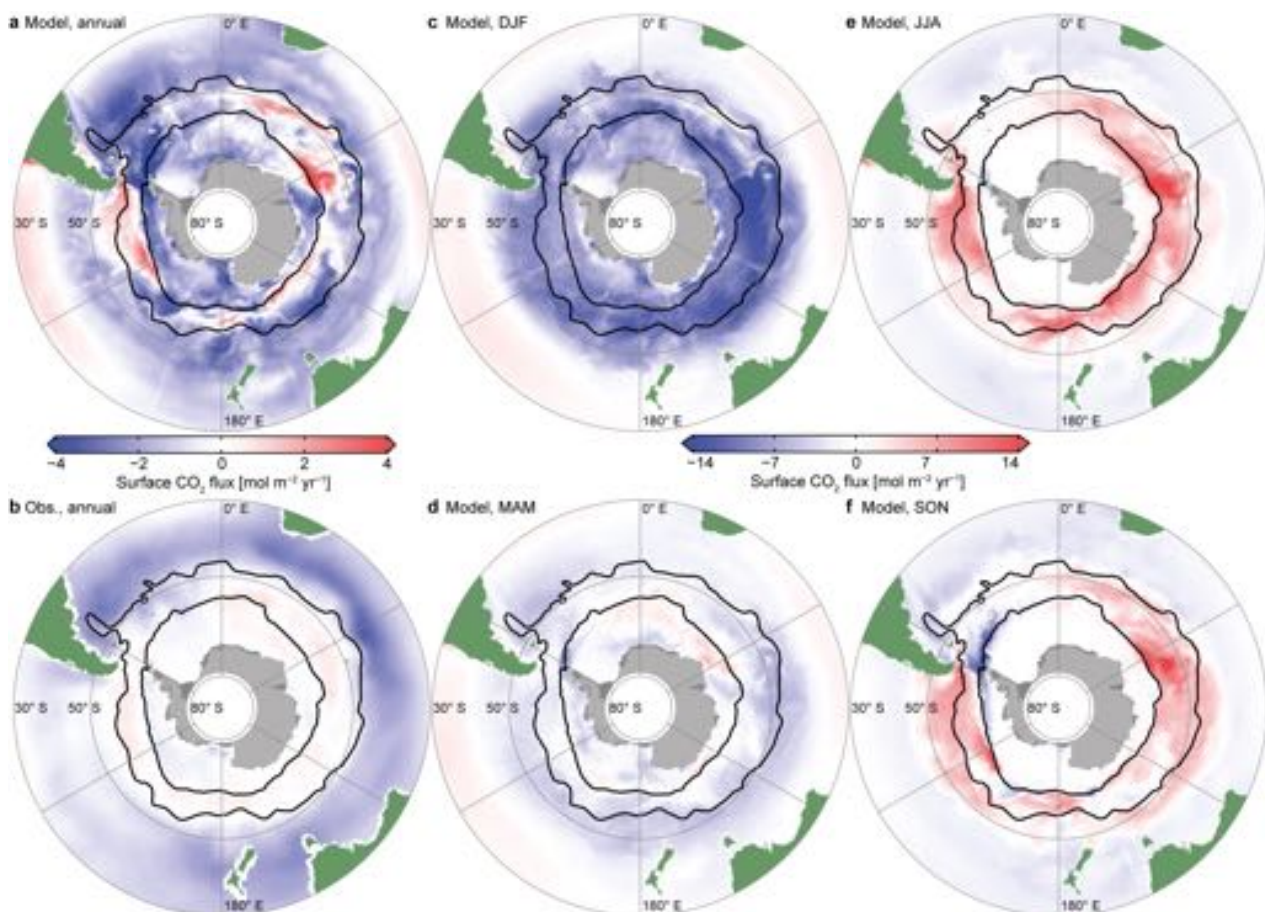 a Model, annual
0° E
c Model, DJF
0° E
e Model, JJA
0° E
30° S 50° S 80° S
30° S 50° S 80° S
30° S 50° S 80° S
180° E
180° E
180° E
−4 −2 0 2 4
−14 −7 0 7 14
Surface CO₂ flux [mol m⁻² yr⁻¹]
Surface CO₂ flux [mol m⁻² yr⁻¹]
b Obs., annual
0° E
d Model, MAM
0° E
f Model, SON
0° E
30° S 50° S 80° S
30° S 50° S 80° S
30° S 50° S 80° S
180° E
180° E
180° E